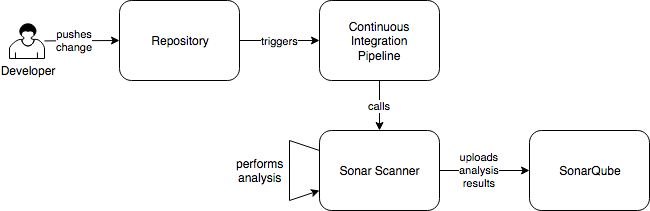 pushes
change
Developer
Repository
triggers
Continuous
Integration
Pipeline
calls
performs
analysis
Sonar Scanner
uploads
analysis
results
SonarQube